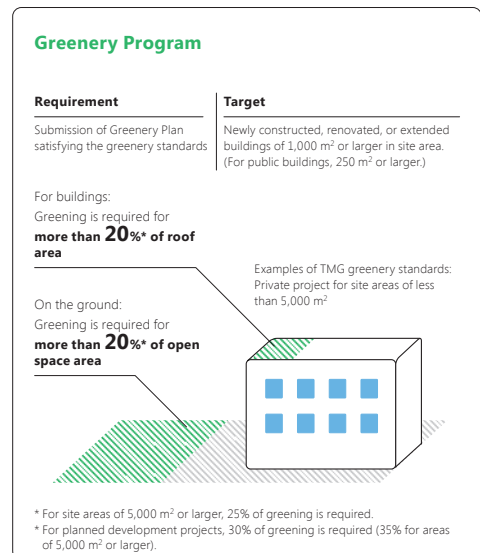 Greenery Program
Requirement
Submission of Greenery Plan
satisfying the greenery standards
Target
Newly constructed, renovated, or extended
buildings of 1,000 m² or larger in site area.
(For public buildings, 250 m² or larger.)
For buildings:
Greening is required for
more than 20%* of roof
area
Examples of TMG greenery standards:
Private project for site areas of less
than 5,000 m²
On the ground:
Greening is required for
more than 20%* of open
space area
* For site areas of 5,000 m² or larger, 25% of greening is required.
* For planned development projects, 30% of greening is required (35% for areas
of 5,000 m² or larger).